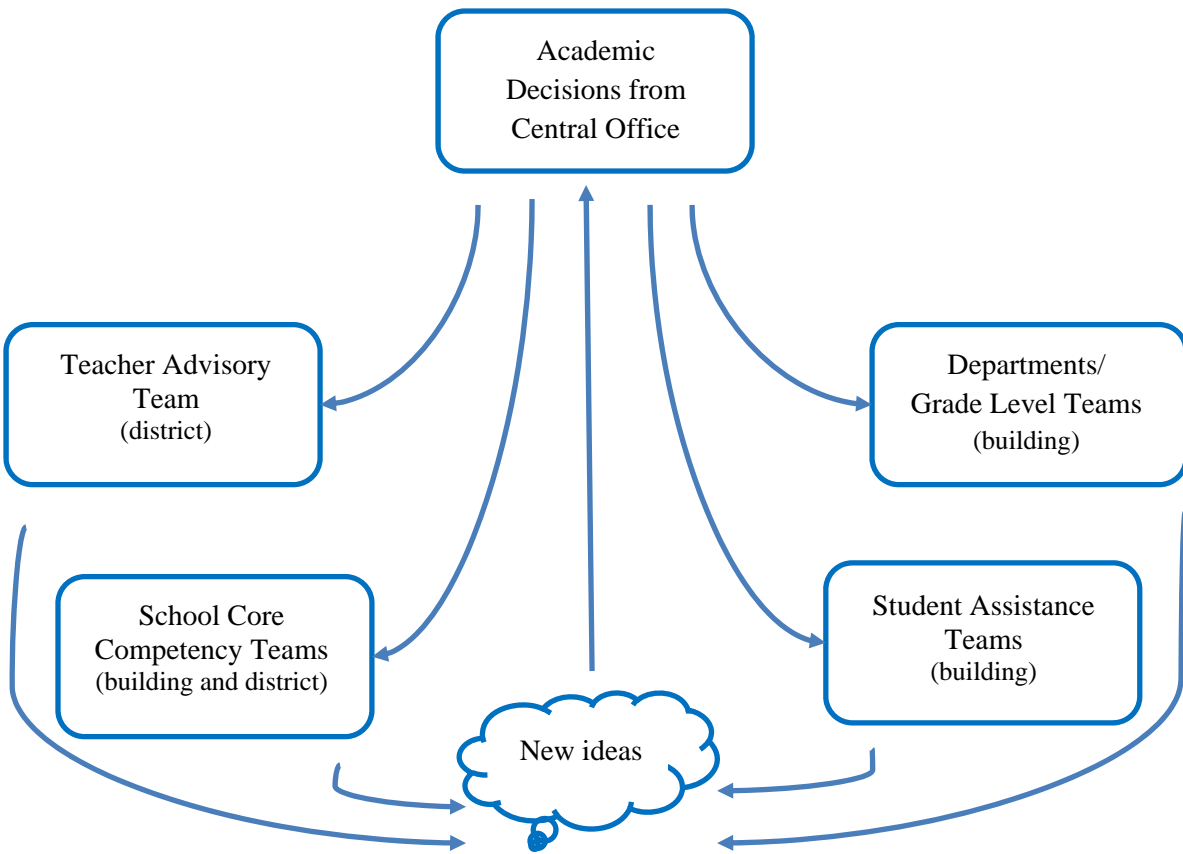 Academic
Decisions from
Central Office
Teacher Advisory
Team
(district)
Departments/
Grade Level Teams
(building)
School Core
Competency Teams
(building and district)
Student Assistance
Teams
(building)
New ideas